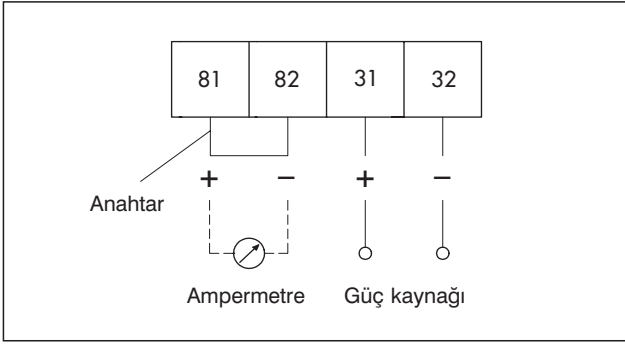 81 82 31 32
+ − + −
Anahtar
Ampermetre Güç kaynağı